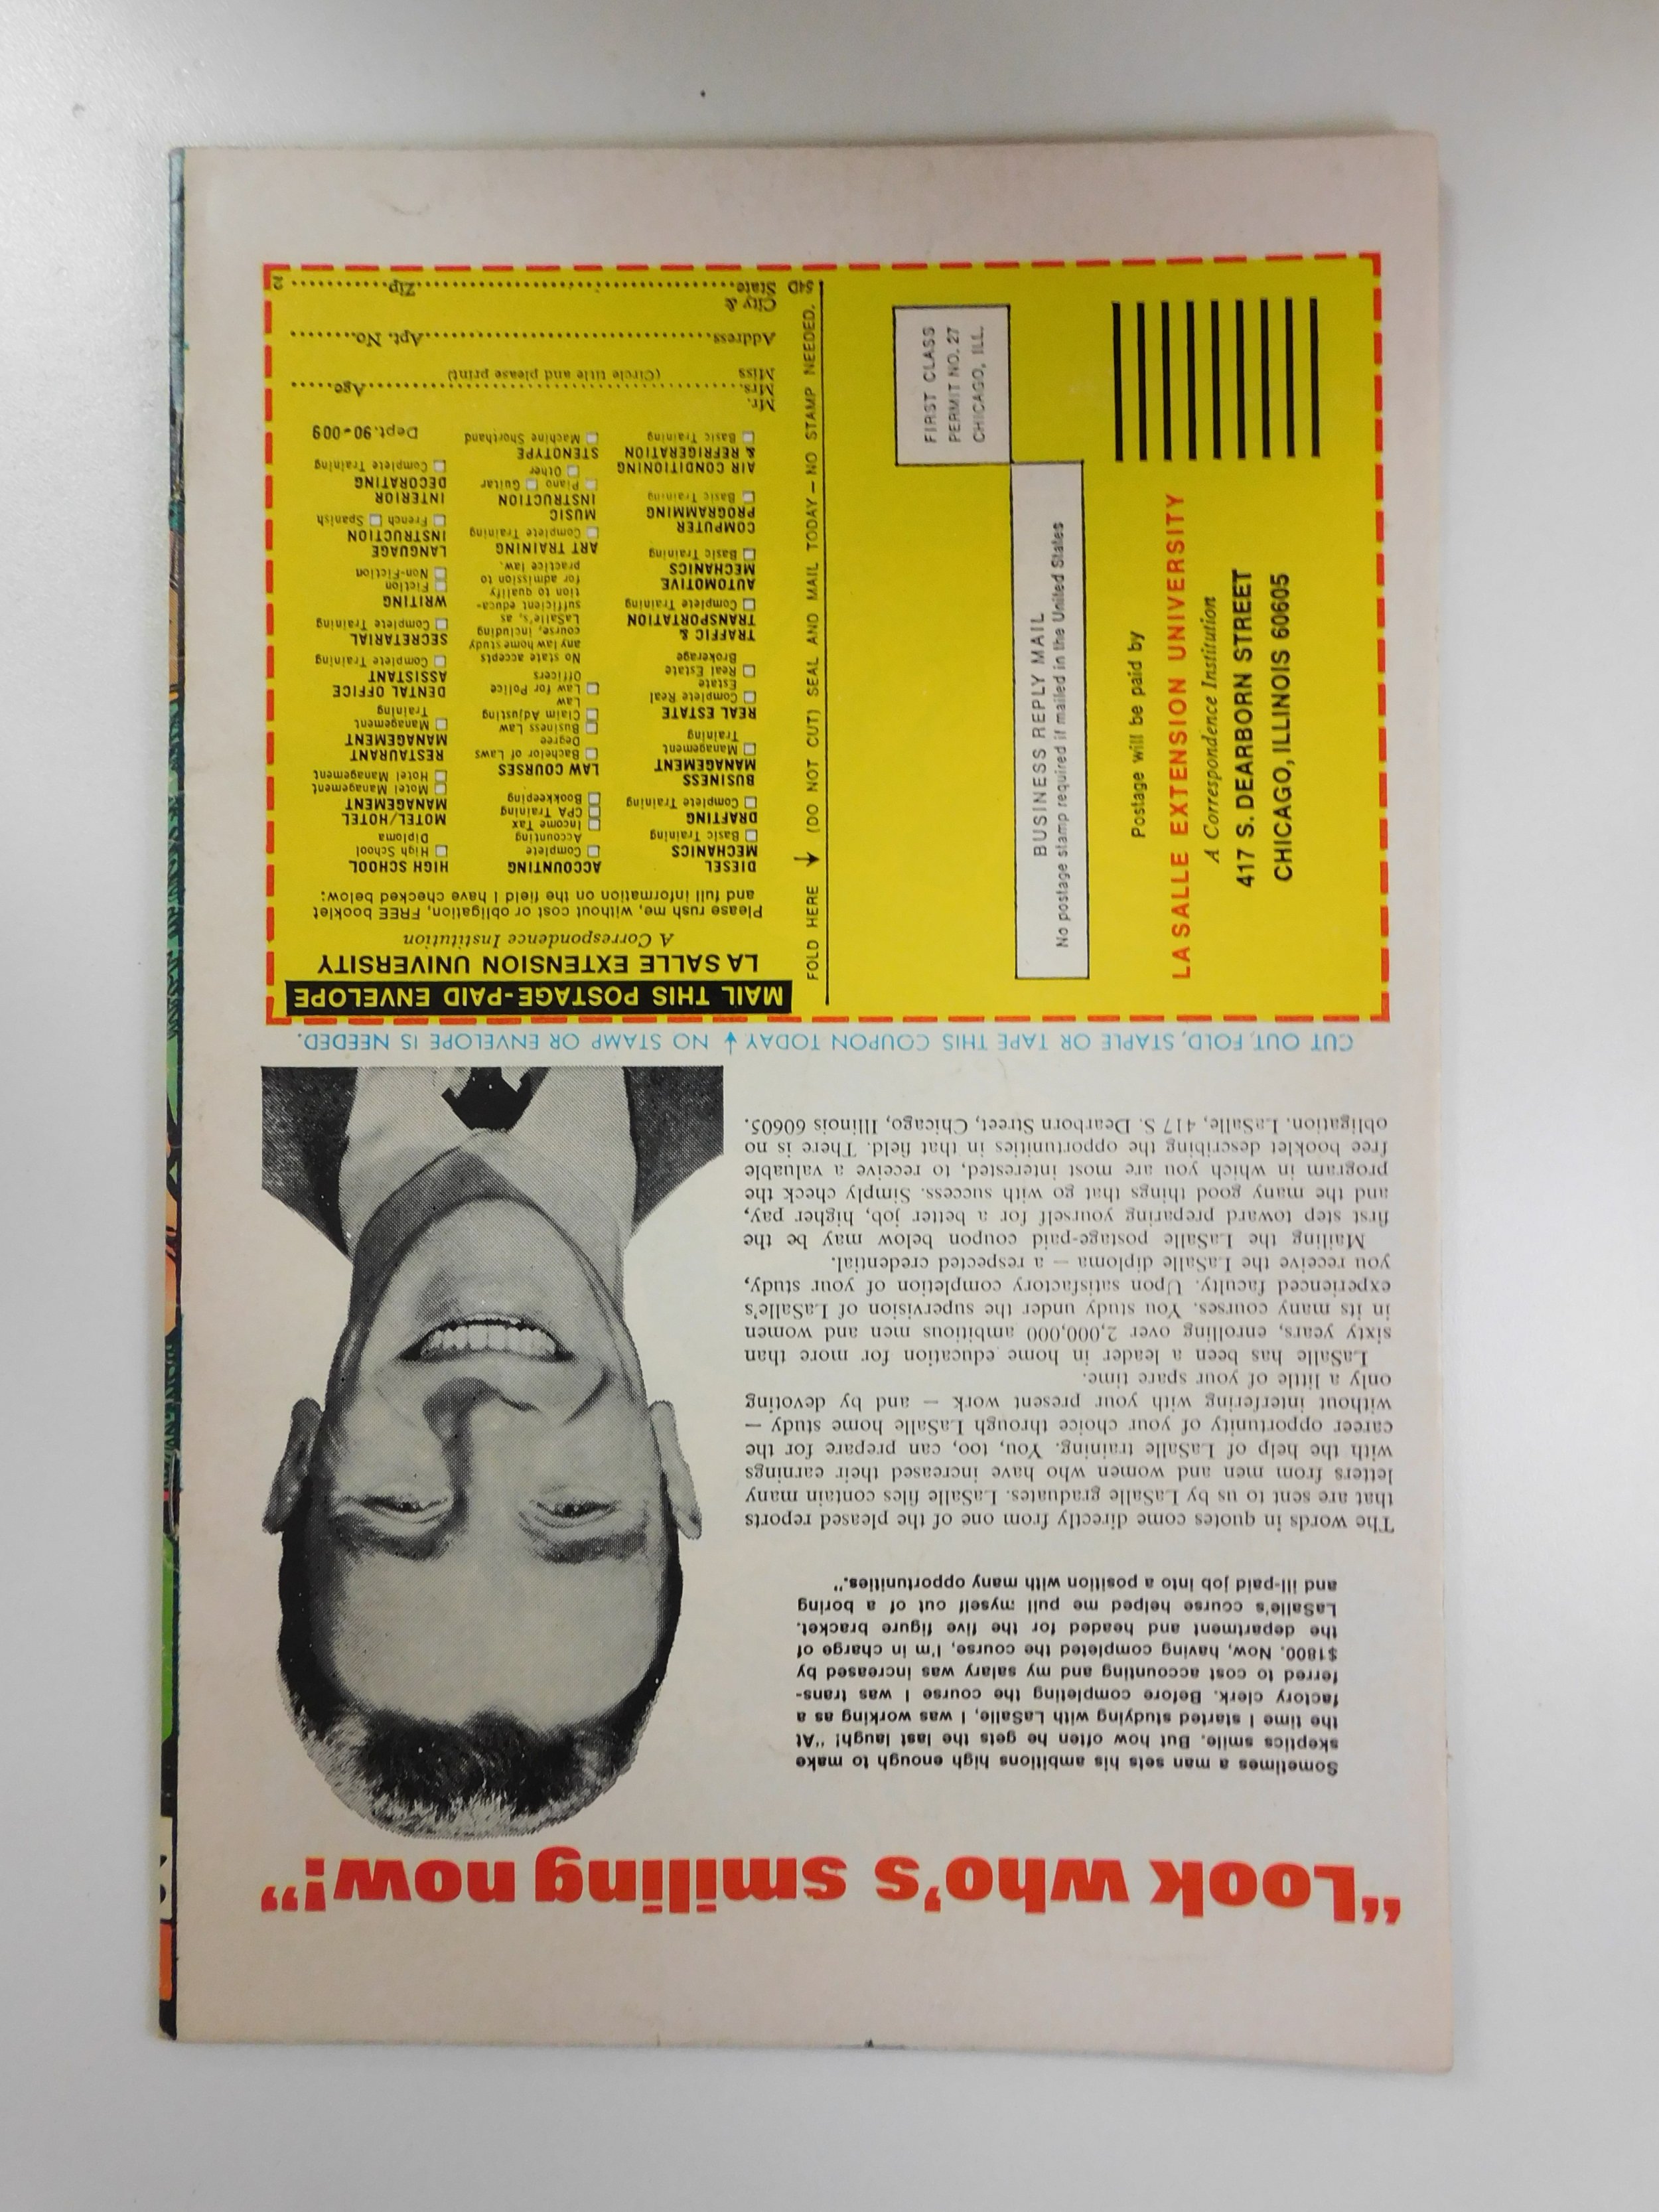 “Look who’s smiling now!”
Sometimes a man sets his ambitions high enough to make
skeptics smile. But how often he gets the last laugh! “At
the time I started studying with LaSalle, I was working as a
factory clerk. Before completing the course I was trans-
ferred to cost accounting and my salary was increased by
$1800. Now, having completed the course, I’m in charge of
the department and headed for the five figure bracket.
LaSalle’s course helped me pull myself out of a boring
and ill-paid job into a position with many opportunities.”
The words in quotes come directly from one of the pleased reports
that are sent to us by LaSalle graduates. LaSalle files contain many
letters from men and women who have increased their earnings
with the help of LaSalle training. You, too, can prepare for the
career opportunity of your choice through LaSalle home study —
without interfering with your present work — and by devoting
only a little of your spare time.
LaSalle has been a leader in home education for more than
sixty years, enrolling over 2,000,000 ambitious men and women
in its many courses. You study under the supervision of LaSalle’s
experienced faculty. Upon satisfactory completion of your study,
you receive the LaSalle diploma — a respected credential.
Mailing the LaSalle postage-paid coupon below may be the
first step toward preparing yourself for a better job, higher pay,
and the many good things that go with success. Simply check the
program in which you are most interested, to receive a valuable
free booklet describing the opportunities in that field. There is no
obligation. LaSalle, 417 S. Dearborn Street, Chicago, Illinois 60605.
CUT OUT, FOLD, STAPLE OR TAPE THIS COUPON TODAY NO STAMP OR ENVELOPE IS NEEDED.
FIRST CLASS
PERMIT NO. 27
CHICAGO, ILL.
BUSINESS REPLY MAIL
No postage stamp required if mailed in the United States
Postage will be paid by
LA SALLE EXTENSION UNIVERSITY
A Correspondence Institution
417 S. DEARBORN STREET
CHICAGO, ILLINOIS 60605
FOLD HERE (DO NOT CUT) SEAL AND MAIL TODAY — NO STAMP NEEDED.
MAIL THIS POSTAGE-PAID ENVELOPE
LA SALLE EXTENSION UNIVERSITY
A Correspondence Institution
Please rush me, without cost or obligation, FREE booklet
and full information on the field I have checked below:
DIESEL
MECHANICS
Basic Training
DRAFTING
Complete Training
BUSINESS
MANAGEMENT
Management
Training
REAL ESTATE
Complete Real
Estate
Real Estate
Brokerage
TRAFFIC &
TRANSPORTATION
Complete Training
AUTOMOTIVE
MECHANICS
Basic Training
COMPUTER
PROGRAMMING
Basic Training
AIR CONDITIONING
& REFRIGERATION
Basic Training
ACCOUNTING
Complete
Accounting
Income Tax
CPA Training
Bookkeeping
LAW COURSES
Bachelor of Laws
Degree
Business Law
Claim Adjusting
Law
Law for Police
Officers
No state accepts
any law home study
course, including
LaSalle’s, as
sufficient educa-
tion to qualify
for admission to
practice law.
ART TRAINING
Complete Training
MUSIC
INSTRUCTION
Piano Guitar
Other
STENOTYPE
Machine Shorthand
HIGH SCHOOL
High School
Diploma
MOTEL/HOTEL
MANAGEMENT
Motel Management
Hotel Management
RESTAURANT
MANAGEMENT
Management
Training
DENTAL OFFICE
ASSISTANT
Complete Training
SECRETARIAL
Complete Training
WRITING
Fiction
Non-Fiction
LANGUAGE
INSTRUCTION
French Spanish
INTERIOR
DECORATING
Complete Training
Dept. 90-009
Mr.
Mrs. Age
Miss (Circle title and please print)
Address Apt. No.
City &
State Zip
54D
2